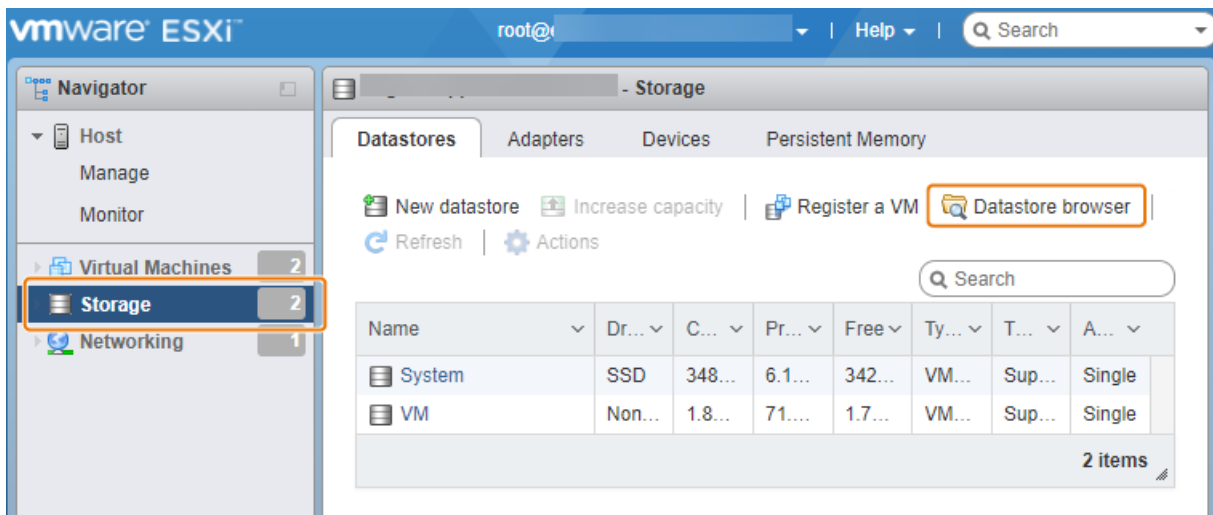 vmware ESXi™
root@
Help
Search
Navigator
Host
Manage
Monitor
Virtual Machines 2
Storage 2
Networking 1
- Storage
Datastores Adapters Devices Persistent Memory
New datastore Increase capacity Register a VM Datastore browser
Refresh Actions
Search
Name Dr... C... Pr... Free Ty... T... A...
System SSD 348... 6.1... 342... VM... Sup... Single
VM Non... 1.8... 71.... 1.7... VM... Sup... Single
2 items